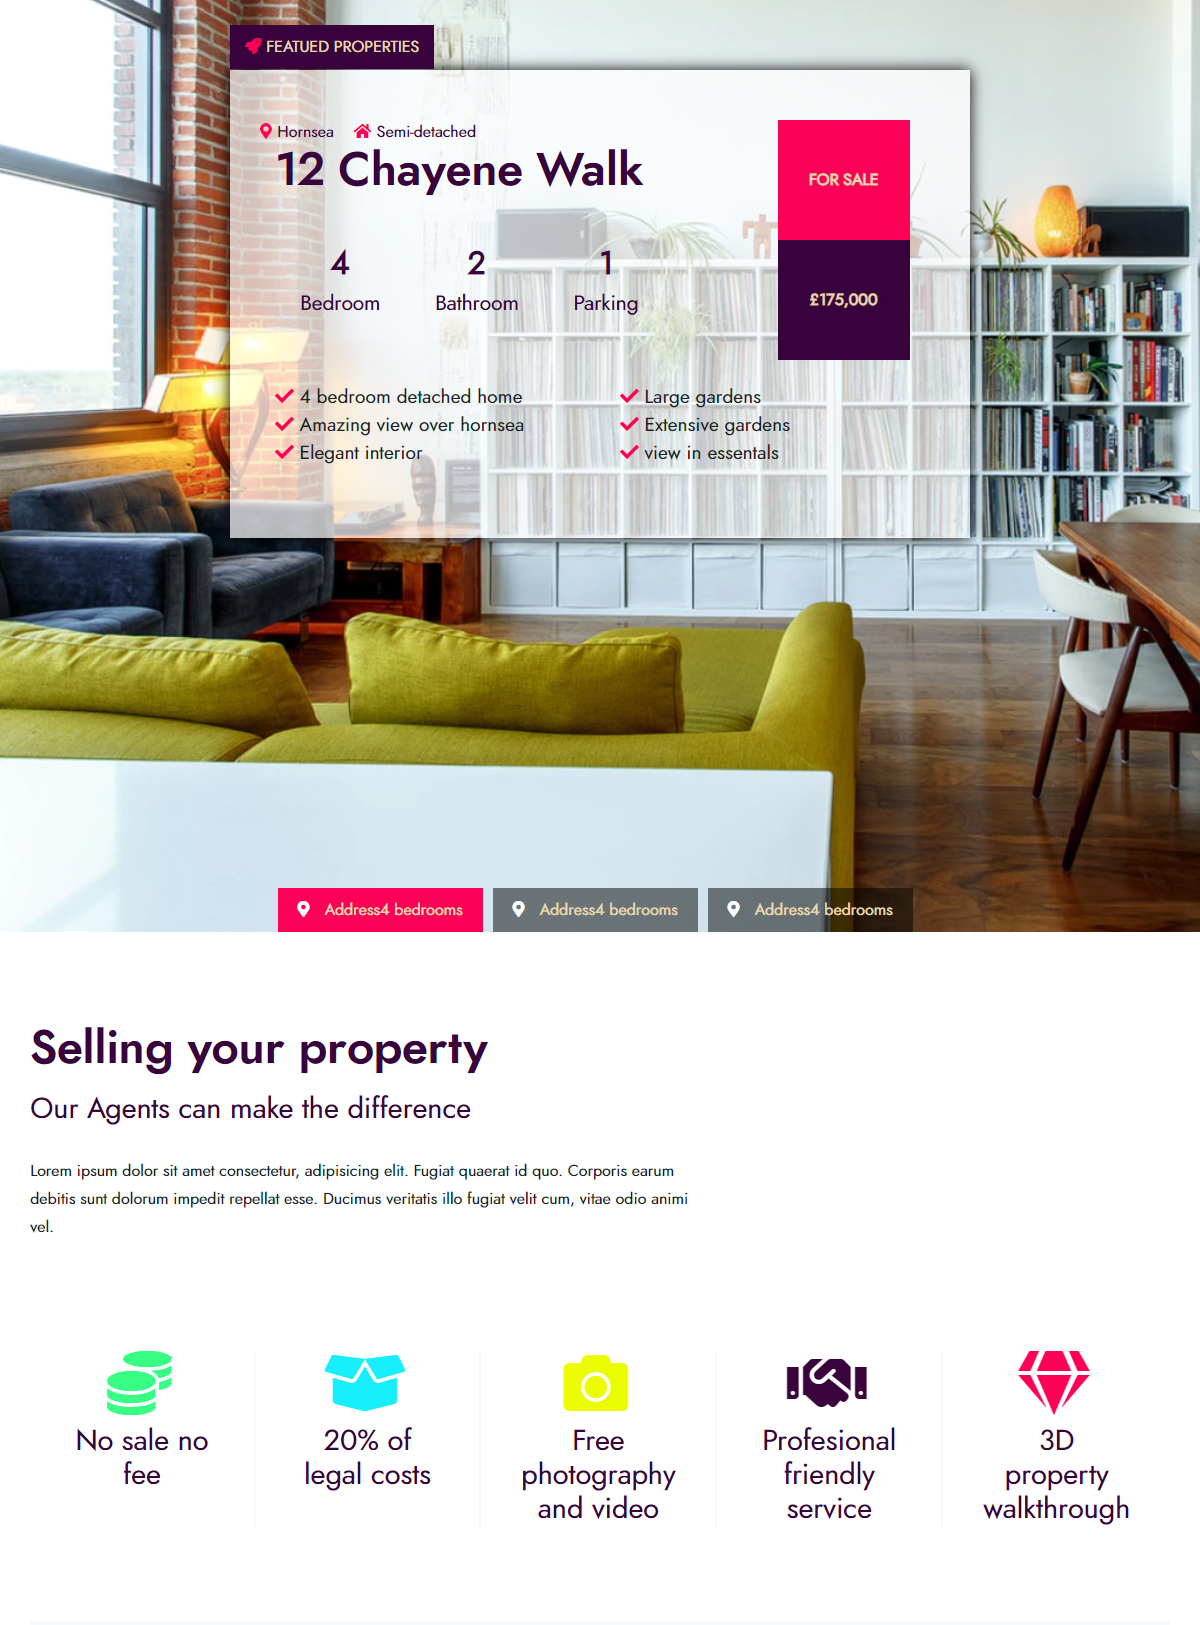 FEATUED PROPERTIES
Hornsea Semi-detached
12 Chayene Walk
FOR SALE
£175,000
4 2 1
Bedroom Bathroom Parking
4 bedroom detached home
Amazing view over hornsea
Elegant interior
Large gardens
Extensive gardens
view in essentals
Address4 bedrooms Address4 bedrooms Address4 bedrooms
Selling your property
Our Agents can make the difference
Lorem ipsum dolor sit amet consectetur, adipisicing elit. Fugiat quaerat id quo. Corporis earum
debitis sunt dolorum impedit repellat esse. Ducimus veritatis illo fugiat velit cum, vitae odio animi
vel.
No sale no
fee
20% of
legal costs
Free
photography
and video
Profesional
friendly
service
3D
property
walkthrough